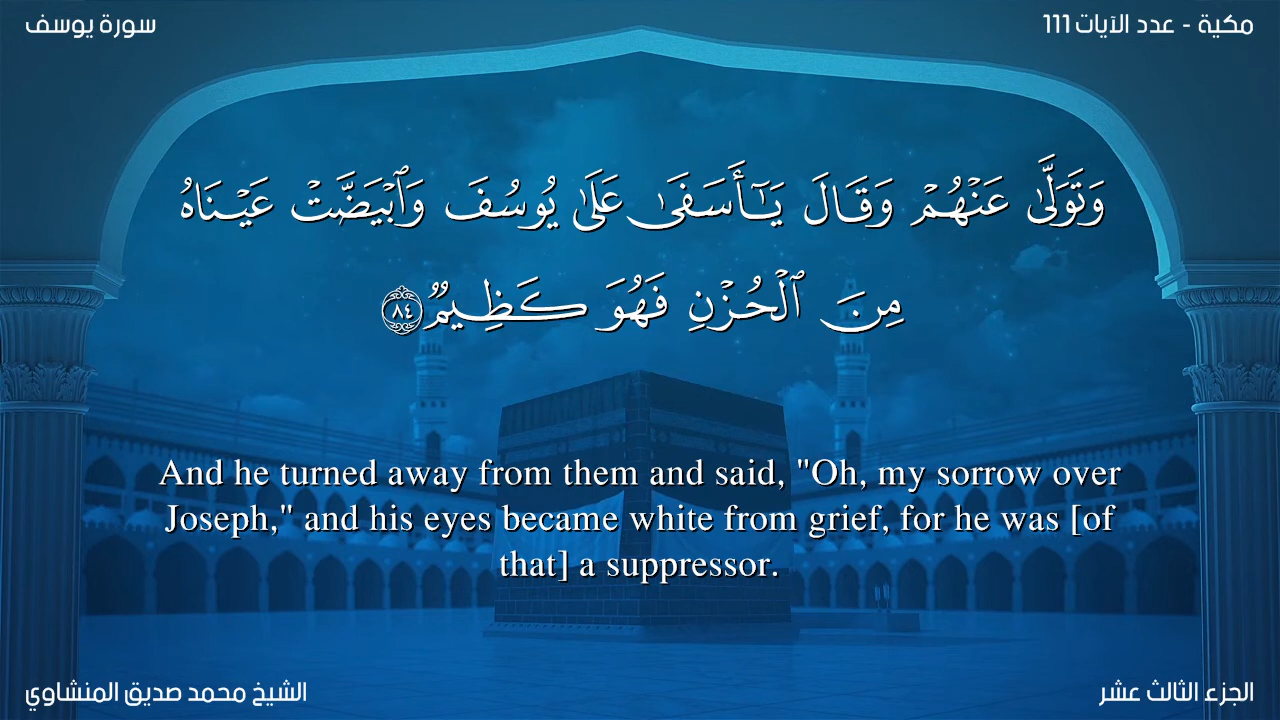 مكية - عدد الآيات 111
سورة يوسف
وَتَوَلَّىٰ عَنْهُمْ وَقَالَ يَـٰٓأَسَفَىٰ عَلَىٰ يُوسُفَ وَٱبْيَضَّتْ عَيْنَاهُ
مِنَ ٱلْحُزْنِ فَهُوَ كَظِيمٌ ٨٤
And he turned away from them and said, "Oh, my sorrow over
Joseph," and his eyes became white from grief, for he was [of
that] a suppressor.
الجزء الثالث عشر
الشيخ محمد صديق المنشاوي